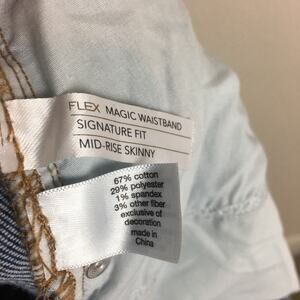 FLEX MAGIC WAISTBAND
SIGNATURE FIT
MID-RISE SKINNY
67% cotton
29% polyester
1% spandex
3% other fiber
exclusive of
decoration
made in
China